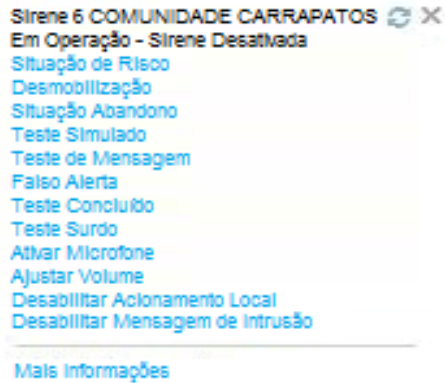 Sirene 6 COMUNIDADE CARRAPATOS
Em Operação - Sirene Desativada
Situação de Risco
Desmobilização
Situação Abandono
Teste Simulado
Teste de Mensagem
Falso Alerta
Teste Concluído
Teste Surdo
Ativar Microfone
Ajustar Volume
Desabilitar Acionamento Local
Desabilitar Mensagem de Intrusão
Mais Informações